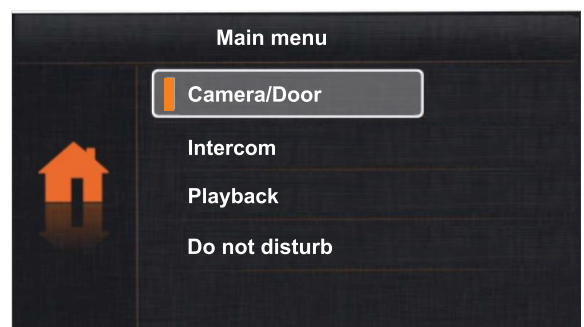 Main menu
Camera/Door
Intercom
Playback
Do not disturb